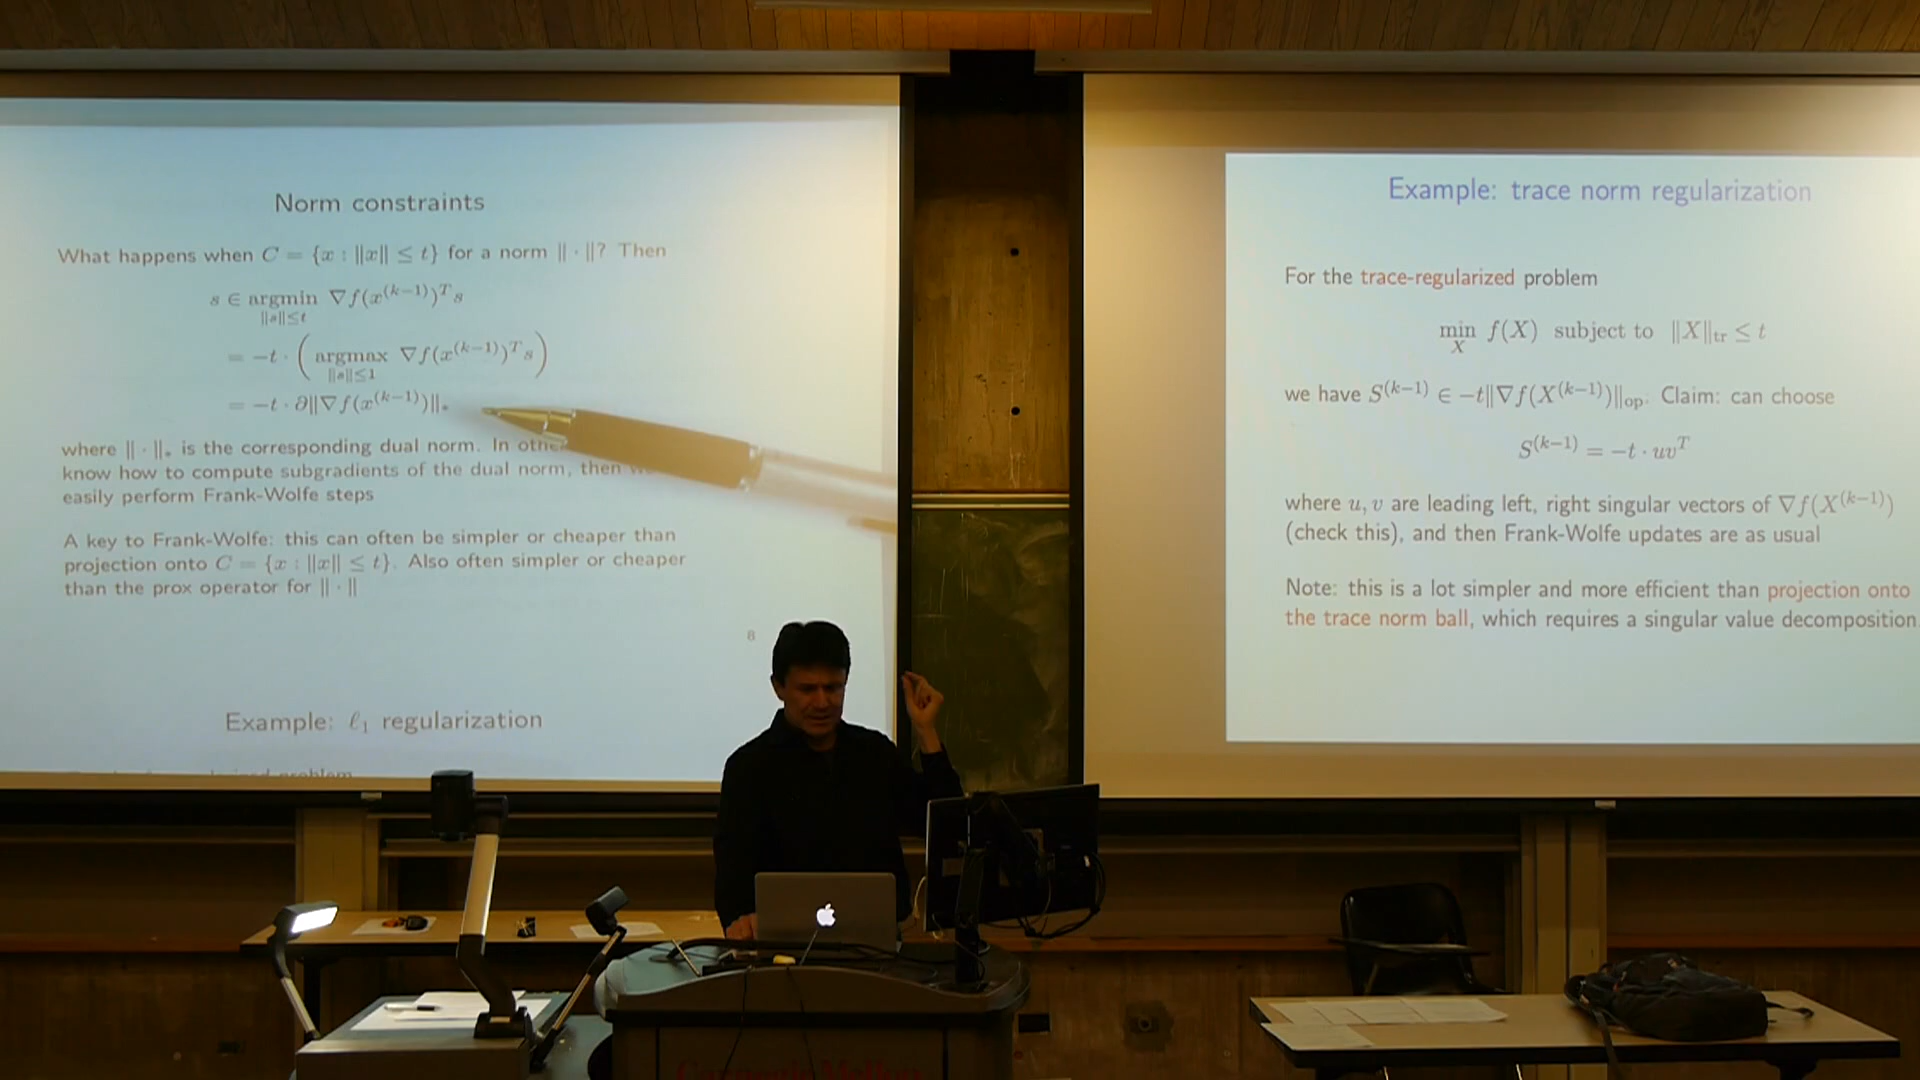 Norm constraints
What happens when C = {x : ‖x‖ ≤ t} for a norm ‖ · ‖? Then
s ∈ argmin ∇f(x^(k−1))^T s
‖s‖≤t
= −t · ( argmax ∇f(x^(k−1))^T s )
‖s‖≤1
= −t · ∂‖∇f(x^(k−1))‖_*
where ‖ · ‖_* is the corresponding dual norm. In
know how to compute subgradients of the dual norm, then
easily perform Frank-Wolfe steps
A key to Frank-Wolfe: this can often be simpler or cheaper than
projection onto C = {x : ‖x‖ ≤ t}. Also often simpler or cheaper
than the prox operator for ‖ · ‖
8
Example: ℓ₁ regularization
Example: trace norm regularization
For the trace-regularized problem
min f(X) subject to ‖X‖_tr ≤ t
X
we have S^(k−1) ∈ −t‖∇f(X^(k−1))‖_op. Claim: can choose
S^(k−1) = −t · uv^T
where u, v are leading left, right singular vectors of ∇f(X^(k−1))
(check this), and then Frank-Wolfe updates are as usual
Note: this is a lot simpler and more efficient than projection onto
the trace norm ball, which requires a singular value decomposition.
Carnegie Mellon